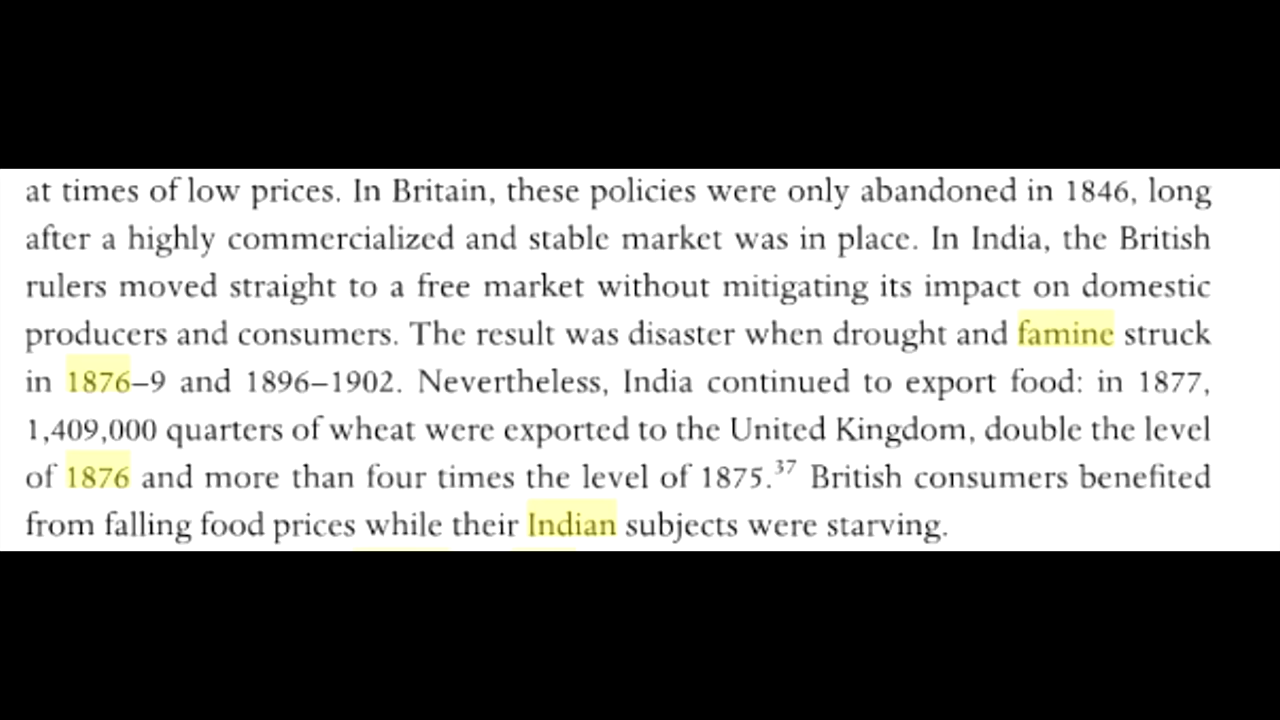 at times of low prices. In Britain, these policies were only abandoned in 1846, long
after a highly commercialized and stable market was in place. In India, the British
rulers moved straight to a free market without mitigating its impact on domestic
producers and consumers. The result was disaster when drought and famine struck
in 1876–9 and 1896–1902. Nevertheless, India continued to export food: in 1877,
1,409,000 quarters of wheat were exported to the United Kingdom, double the level
of 1876 and more than four times the level of 1875.37 British consumers benefited
from falling food prices while their Indian subjects were starving.